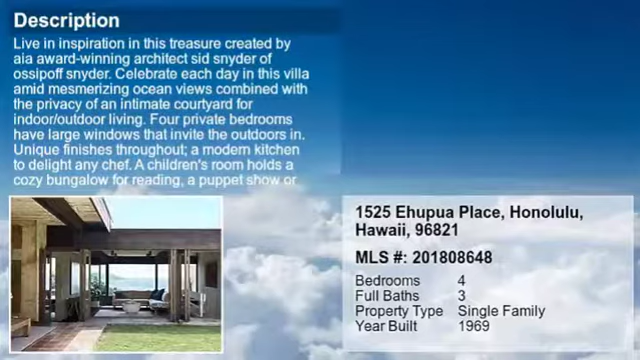 Description
Live in inspiration in this treasure created by
aia award-winning architect sid snyder of
ossipoff snyder. Celebrate each day in this villa
amid mesmerizing ocean views combined with
the privacy of an intimate courtyard for
indoor/outdoor living. Four private bedrooms
have large windows that invite the outdoors in.
Unique finishes throughout; a modern kitchen
to delight any chef. A children's room holds a
cozy bungalow for reading, a puppet show or
1525 Ehupua Place, Honolulu,
Hawaii, 96821
MLS #: 201808648
Bedrooms 4
Full Baths 3
Property Type Single Family
Year Built 1969